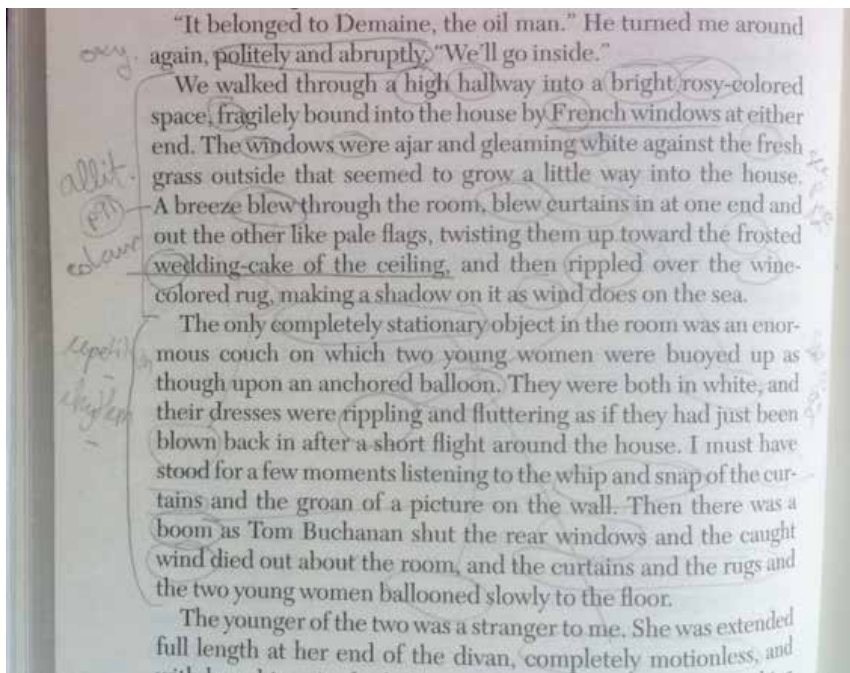 "It belonged to Demaine, the oil man." He turned me around
oxy. again, politely and abruptly. "We'll go inside."
We walked through a high hallway into a bright rosy-colored
space, fragilely bound into the house by French windows at either
end. The windows were ajar and gleaming white against the fresh
allit. grass outside that seemed to grow a little way into the house.
A breeze blew through the room, blew curtains in at one end and
colour out the other like pale flags, twisting them up toward the frosted
wedding-cake of the ceiling, and then rippled over the wine-
colored rug, making a shadow on it as wind does on the sea.
The only completely stationary object in the room was an enor-
repetition mous couch on which two young women were buoyed up as
though upon an anchored balloon. They were both in white, and
their dresses were rippling and fluttering as if they had just been
blown back in after a short flight around the house. I must have
stood for a few moments listening to the whip and snap of the cur-
tains and the groan of a picture on the wall. Then there was a
boom as Tom Buchanan shut the rear windows and the caught
wind died out about the room, and the curtains and the rugs and
the two young women ballooned slowly to the floor.
The younger of the two was a stranger to me. She was extended
full length at her end of the divan, completely motionless, and